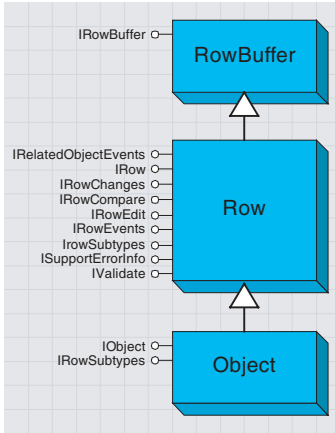 IRowBuffer
RowBuffer
IRelatedObjectEvents
IRow
IRowChanges
IRowCompare
IRowEdit
IRowEvents
IrowSubtypes
ISupportErrorInfo
IValidate
Row
IObject
IRowSubtypes
Object